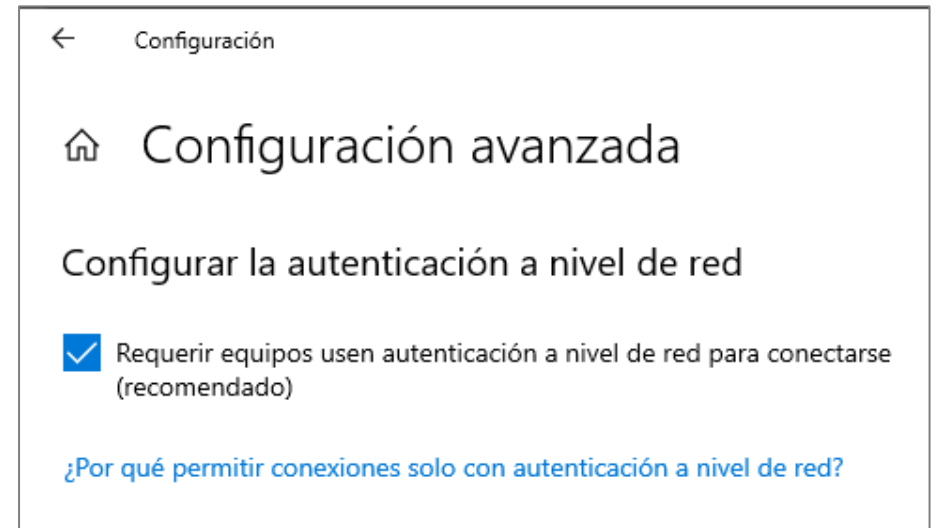 Configuración
Configuración avanzada
Configurar la autenticación a nivel de red
Requerir equipos usen autenticación a nivel de red para conectarse
(recomendado)
¿Por qué permitir conexiones solo con autenticación a nivel de red?